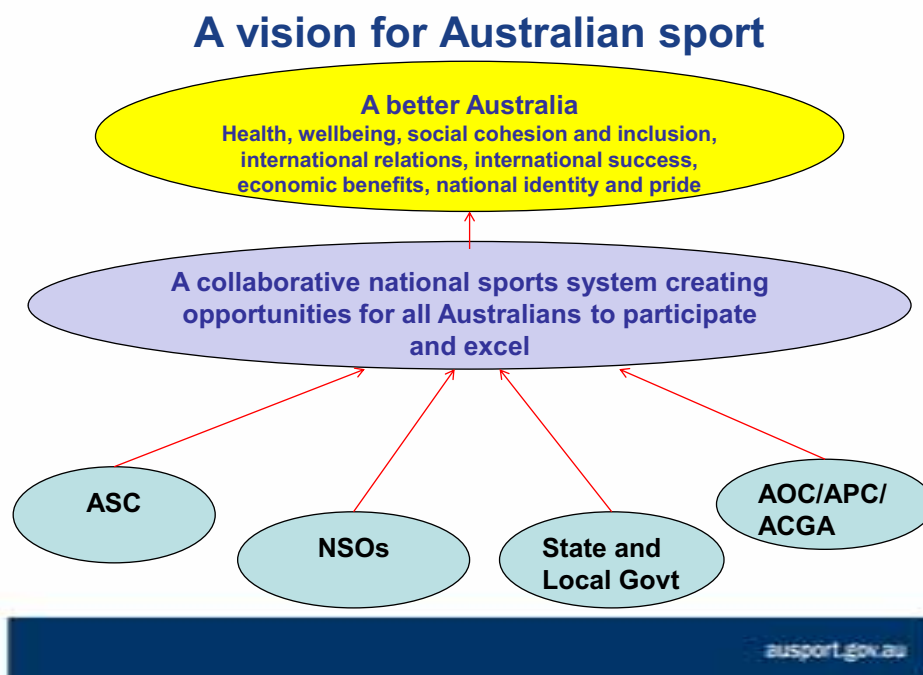 A vision for Australian sport
A better Australia
Health, wellbeing, social cohesion and inclusion,
international relations, international success,
economic benefits, national identity and pride
A collaborative national sports system creating
opportunities for all Australians to participate
and excel
ASC
NSOs
State and
Local Govt
AOC/APC/
ACGA
ausport.gov.au